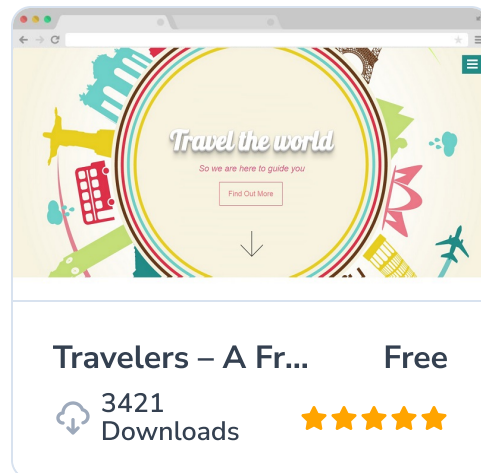 Travel the world
So we are here to guide you
Find Out More
Travelers – A Fr... Free
3421
Downloads